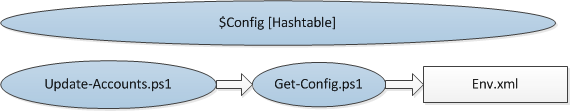 $Config [Hashtable]
Update-Accounts.ps1
Get-Config.ps1
Env.xml